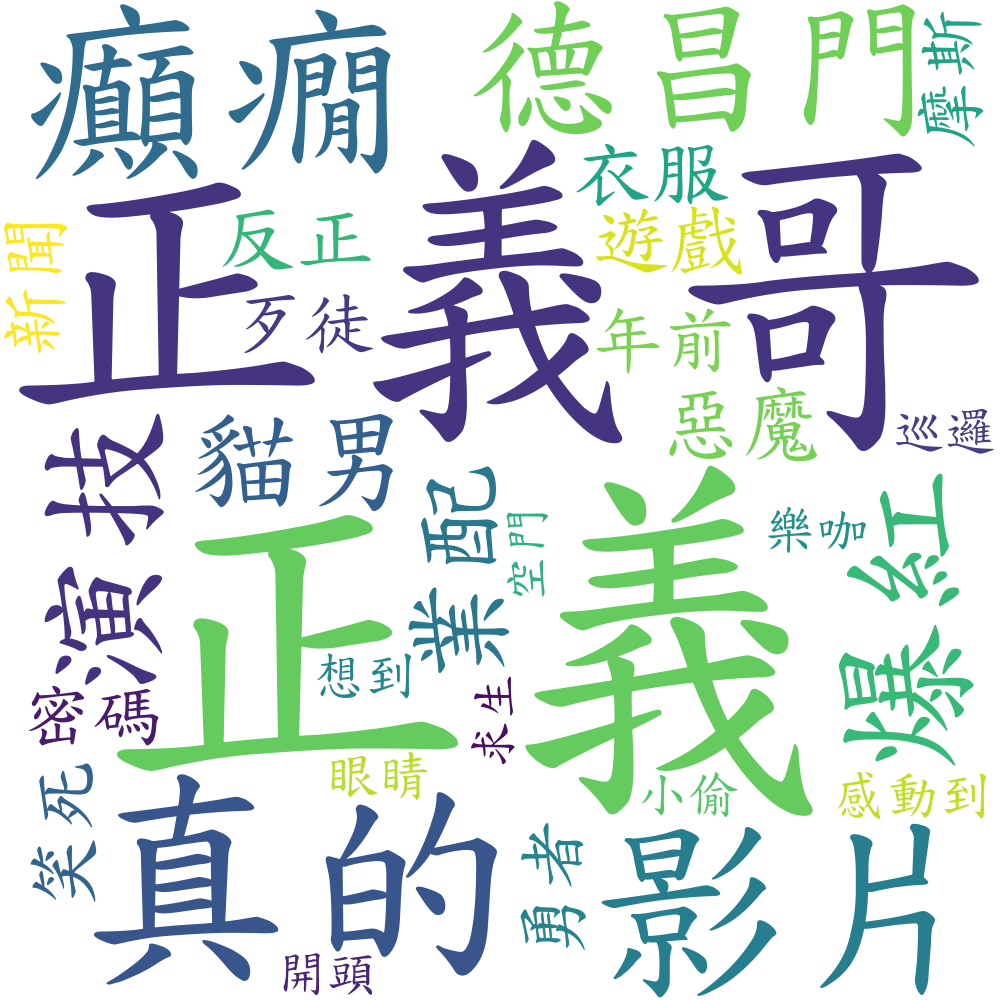 癲癇
德昌門
摩斯
衣服
正義哥
反正
遊戲
新聞
歹徒
年前
惡魔
巡邏
演技
貓男
業配
空門
樂咖
爆紅
正義
想到
密碼
求生
眼睛
小偷
感動到
笑死
真的
勇者
影片
開頭